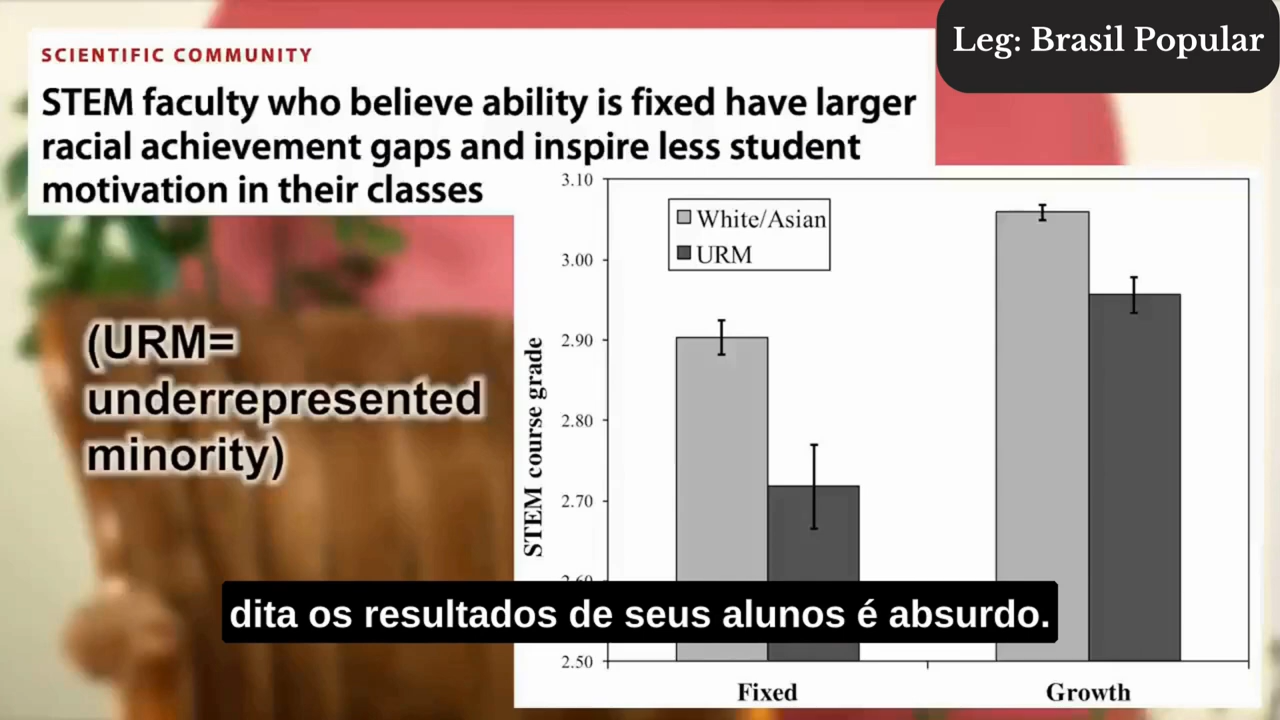 Leg: Brasil Popular
SCIENTIFIC COMMUNITY
STEM faculty who believe ability is fixed have larger
racial achievement gaps and inspire less student
motivation in their classes
(URM=
underrepresented
minority)
3.10
3.00
2.90
2.80
2.70
2.60
2.50
STEM course grade
White/Asian
URM
Fixed
Growth
dita os resultados de seus alunos é absurdo.